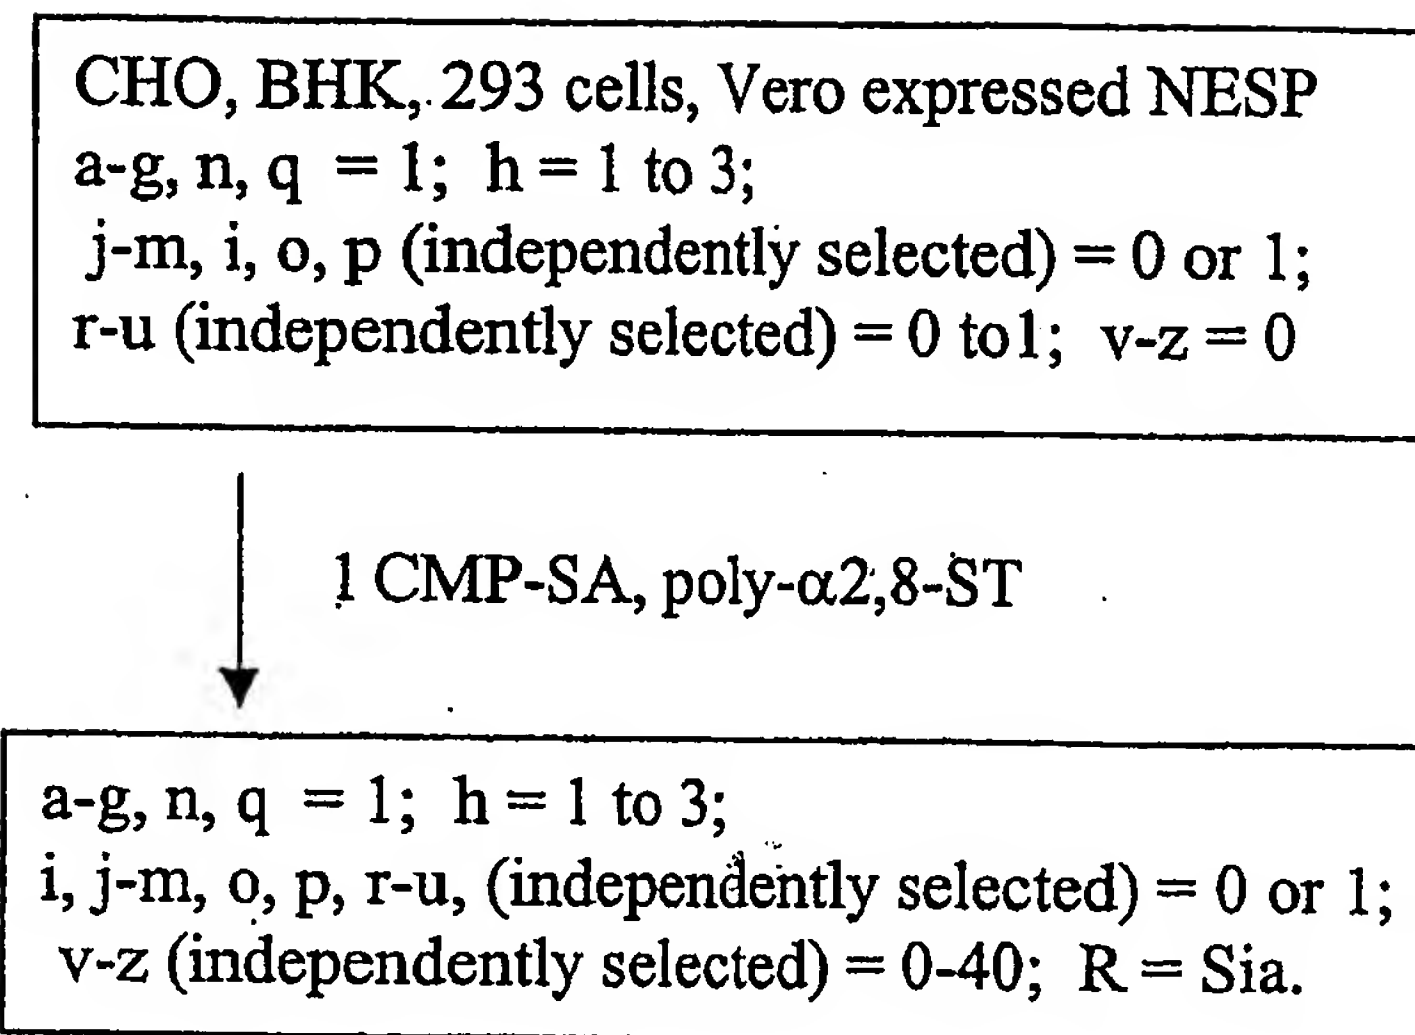 CHO, BHK, 293 cells, Vero expressed NESP
a-g, n, q = 1; h = 1 to 3;
j-m, i, o, p (independently selected) = 0 or 1;
r-u (independently selected) = 0 to1; v-z = 0
1 CMP-SA, poly-α2,8-ST
a-g, n, q = 1; h = 1 to 3;
i, j-m, o, p, r-u, (independently selected) = 0 or 1;
v-z (independently selected) = 0-40; R = Sia.